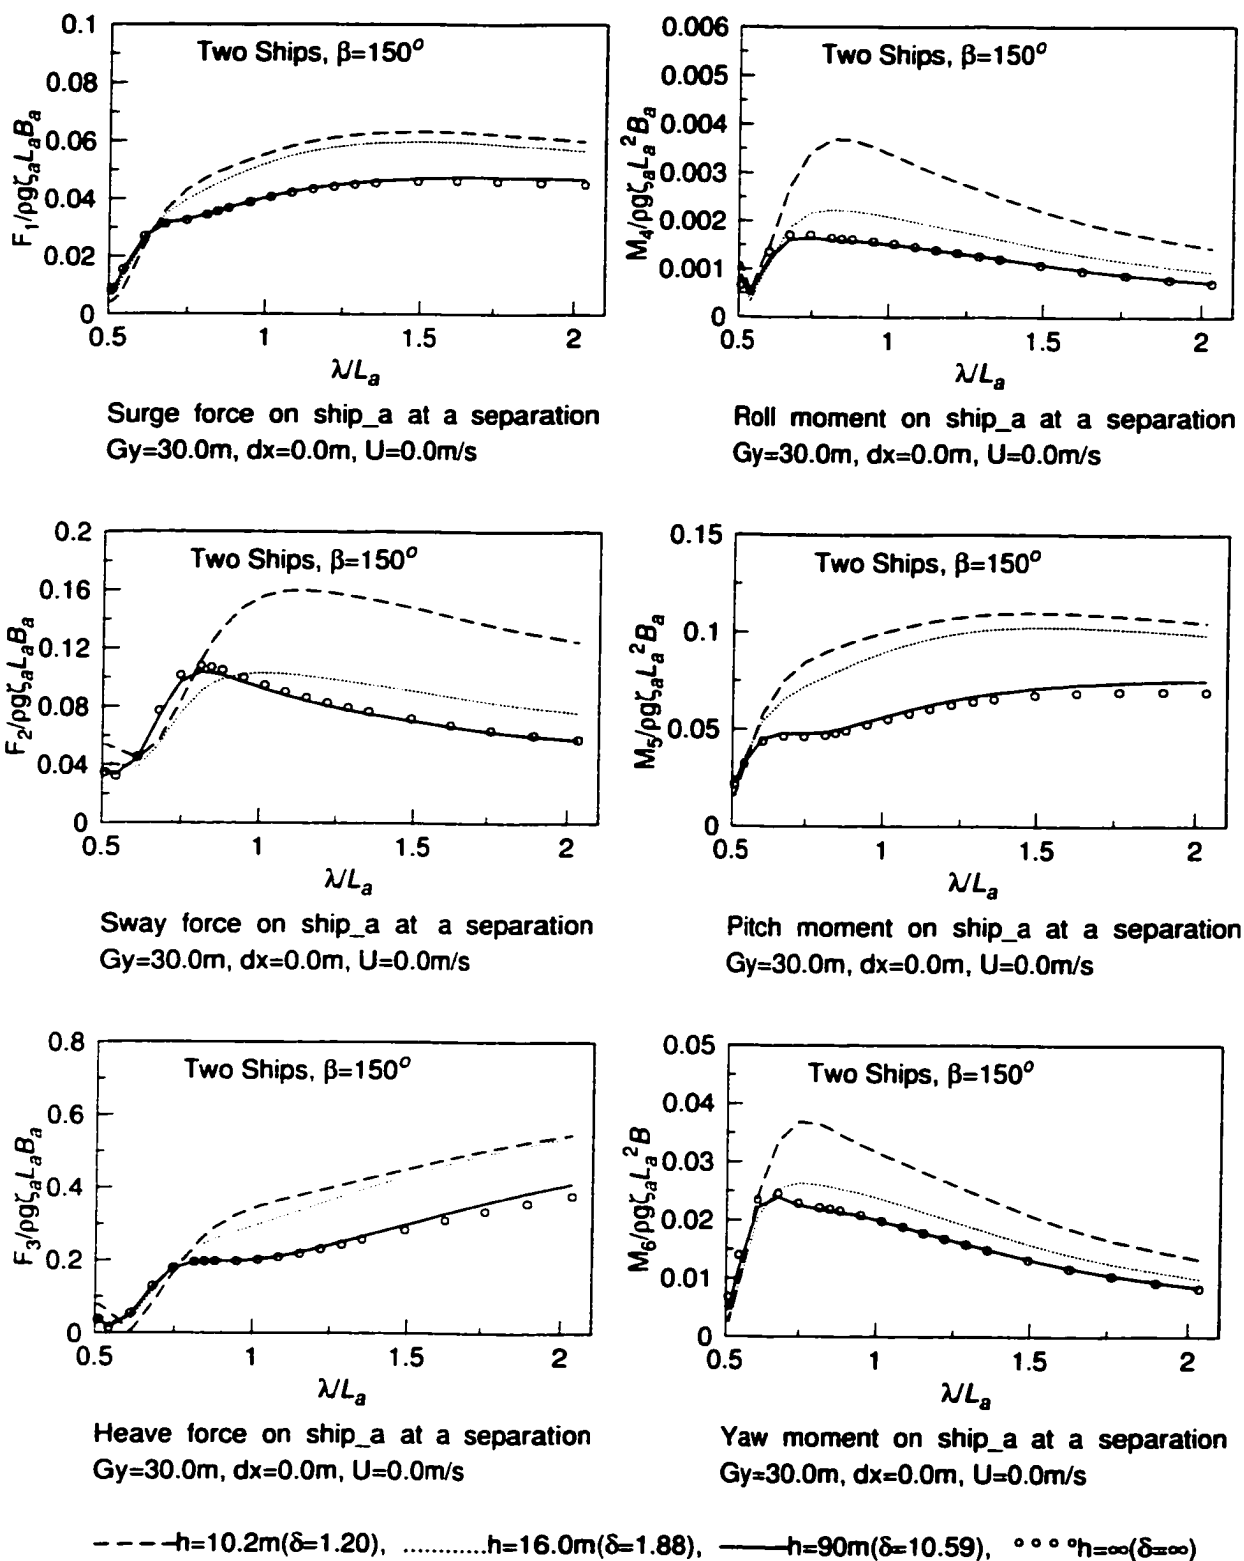 0.1
0.08
0.06
0.04
0.02
0
F₁/ρgζₐLₐBₐ
Two Ships, β=150°
0.5 1 1.5 2
λ/Lₐ
Surge force on ship_a at a separation
Gy=30.0m, dx=0.0m, U=0.0m/s
0.006
0.005
0.004
0.003
0.002
0.001
0
M₄/ρgζₐLₐ²Bₐ
Two Ships, β=150°
0.5 1 1.5 2
λ/Lₐ
Roll moment on ship_a at a separation
Gy=30.0m, dx=0.0m, U=0.0m/s
0.2
0.16
0.12
0.08
0.04
0
F₂/ρgζₐLₐBₐ
Two Ships, β=150°
0.5 1 1.5 2
λ/Lₐ
Sway force on ship_a at a separation
Gy=30.0m, dx=0.0m, U=0.0m/s
0.15
0.1
0.05
0
M₅/ρgζₐLₐ²Bₐ
Two Ships, β=150°
0.5 1 1.5 2
λ/Lₐ
Pitch moment on ship_a at a separation
Gy=30.0m, dx=0.0m, U=0.0m/s
0.8
0.6
0.4
0.2
0
F₃/ρgζₐLₐBₐ
Two Ships, β=150°
0.5 1 1.5 2
λ/Lₐ
Heave force on ship_a at a separation
Gy=30.0m, dx=0.0m, U=0.0m/s
0.05
0.04
0.03
0.02
0.01
0
M₆/ρgζₐLₐ²B
Two Ships, β=150°
0.5 1 1.5 2
λ/Lₐ
Yaw moment on ship_a at a separation
Gy=30.0m, dx=0.0m, U=0.0m/s
h=10.2m(δ=1.20), h=16.0m(δ=1.88), h=90m(δ=10.59), h=∞(δ=∞)